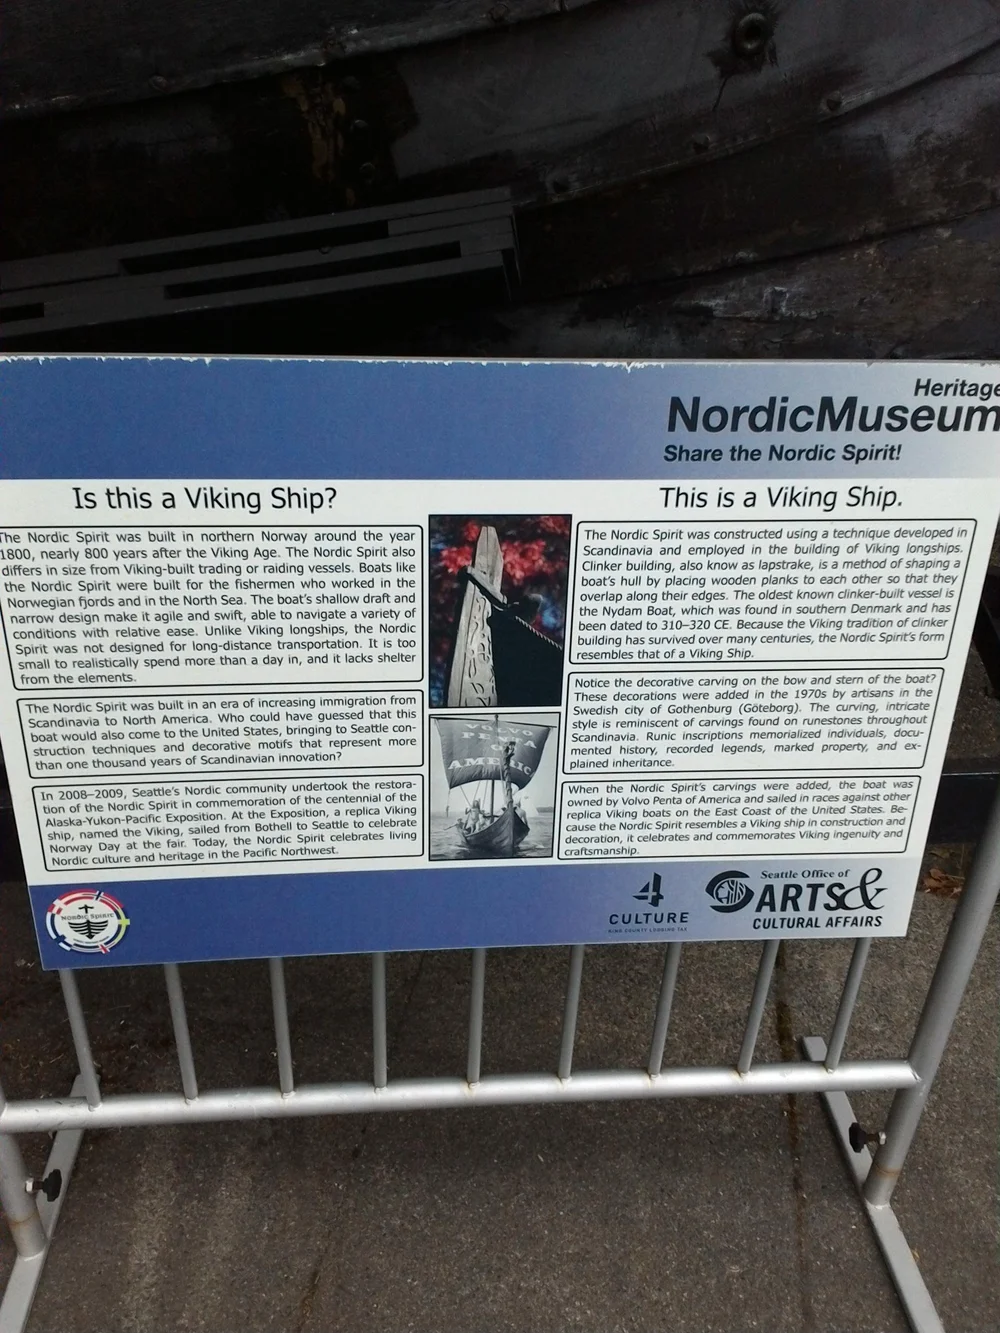 Heritage
NordicMuseum
Share the Nordic Spirit!
Is this a Viking Ship?
The Nordic Spirit was built in northern Norway around the year
1800, nearly 800 years after the Viking Age. The Nordic Spirit also
differs in size from Viking-built trading or raiding vessels. Boats like
the Nordic Spirit were built for the fishermen who worked in the
Norwegian fjords and in the North Sea. The boat's shallow draft and
narrow design make it agile and swift, able to navigate a variety of
conditions with relative ease. Unlike Viking longships, the Nordic
Spirit was not designed for long-distance transportation. It is too
small to realistically spend more than a day in, and it lacks shelter
from the elements.
The Nordic Spirit was built in an era of increasing immigration from
Scandinavia to North America. Who could have guessed that this
boat would also come to the United States, bringing to Seattle con-
struction techniques and decorative motifs that represent more
than one thousand years of Scandinavian innovation?
In 2008–2009, Seattle's Nordic community undertook the restora-
tion of the Nordic Spirit in commemoration of the centennial of the
Alaska-Yukon-Pacific Exposition. At the Exposition, a replica Viking
ship, named the Viking, sailed from Bothell to Seattle to celebrate
Norway Day at the fair. Today, the Nordic Spirit celebrates living
Nordic culture and heritage in the Pacific Northwest.
VOLVO
PENTA
OF
AMERIC
This is a Viking Ship.
The Nordic Spirit was constructed using a technique developed in
Scandinavia and employed in the building of Viking longships.
Clinker building, also known as lapstrake, is a method of shaping a
boat's hull by placing wooden planks to each other so that they
overlap along their edges. The oldest known clinker-built vessel is
the Nydam Boat, which was found in southern Denmark and has
been dated to 310–320 CE. Because the Viking tradition of clinker
building has survived over many centuries, the Nordic Spirit's form
resembles that of a Viking Ship.
Notice the decorative carving on the bow and stern of the boat?
These decorations were added in the 1970s by artisans in the
Swedish city of Gothenburg (Göteborg). The curving, intricate
style is reminiscent of carvings found on runestones throughout
Scandinavia. Runic inscriptions memorialized individuals, docu-
mented history, recorded legends, marked property, and ex-
plained inheritance.
When the Nordic Spirit's carvings were added, the boat was
owned by Volvo Penta of America and sailed in races against other
replica Viking boats on the East Coast of the United States. Be-
cause the Nordic Spirit resembles a Viking ship in construction and
decoration, it celebrates and commemorates Viking ingenuity and
craftsmanship.
NORDIC SPIRIT
4
CULTURE
KING COUNTY LODGING TAX
Seattle Office of
ARTS&
CULTURAL AFFAIRS